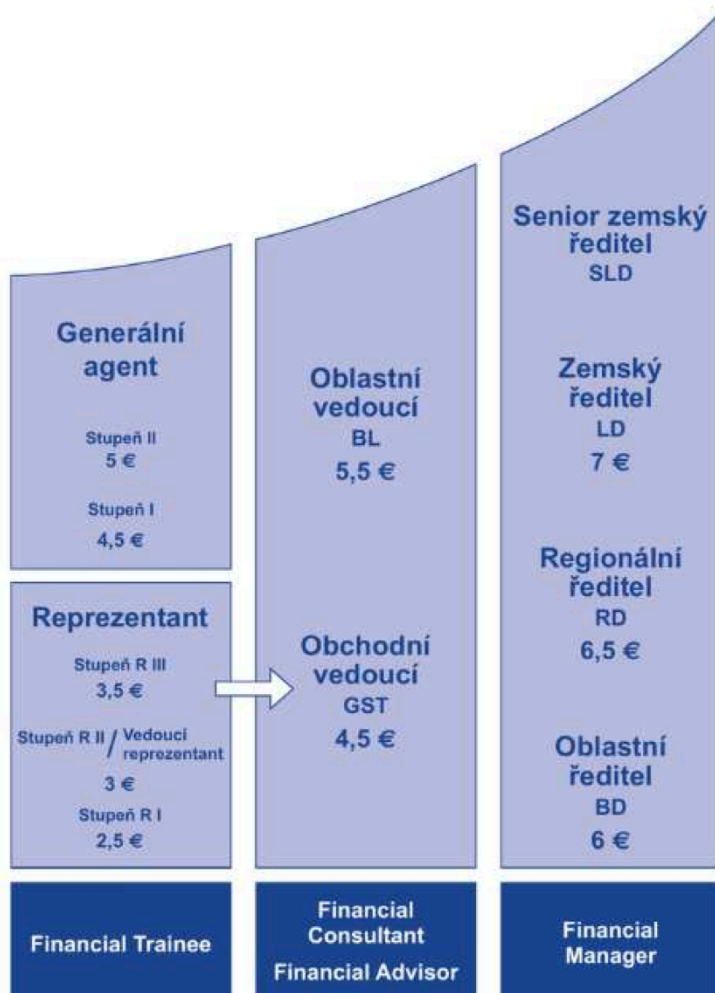 Generální
agent
Stupeň II
5 €
Stupeň I
4,5 €
Reprezentant
Stupeň R III
3,5 €
Stupeň R II / Vedoucí
reprezentant
3 €
Stupeň R I
2,5 €
Financial Trainee
Oblastní
vedoucí
BL
5,5 €
Obchodní
vedoucí
GST
4,5 €
Financial
Consultant
Financial Advisor
Senior zemský
ředitel
SLD
Zemský
ředitel
LD
7 €
Regionální
ředitel
RD
6,5 €
Oblastní
ředitel
BD
6 €
Financial
Manager